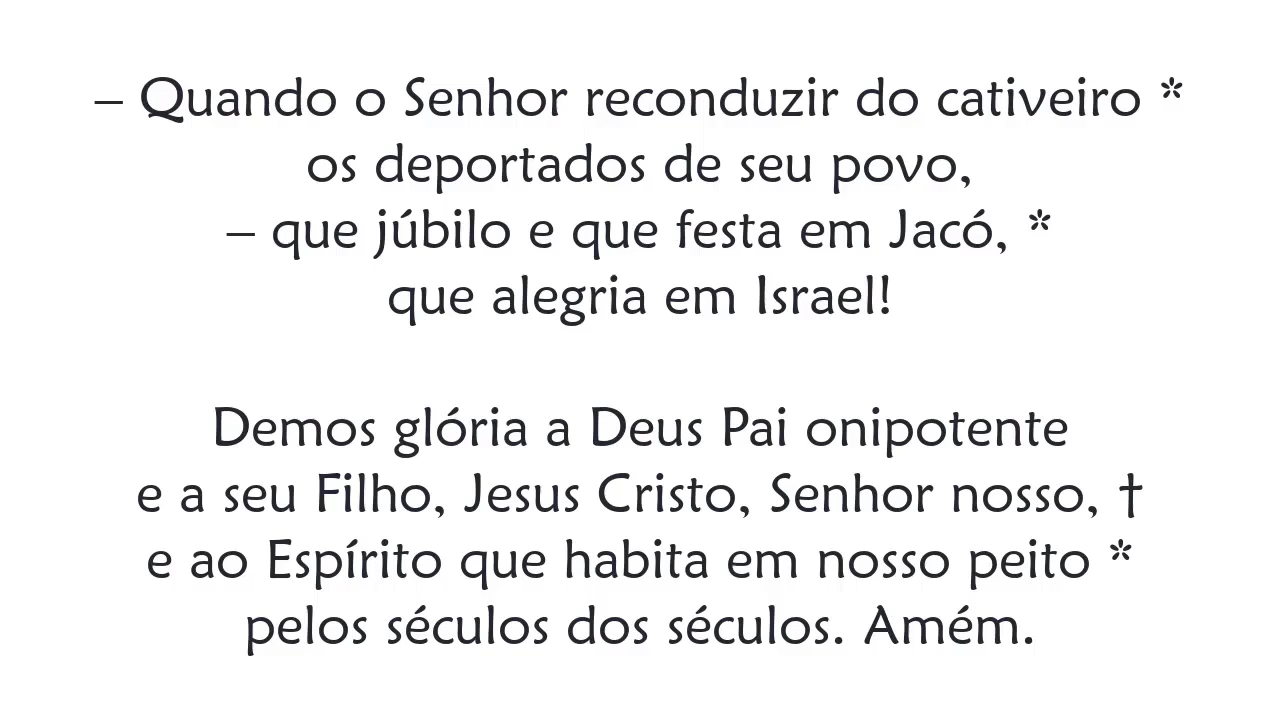 – Quando o Senhor reconduzir do cativeiro *
os deportados de seu povo,
– que júbilo e que festa em Jacó, *
que alegria em Israel!
Demos glória a Deus Pai onipotente
e a seu Filho, Jesus Cristo, Senhor nosso, †
e ao Espírito que habita em nosso peito *
pelos séculos dos séculos. Amém.